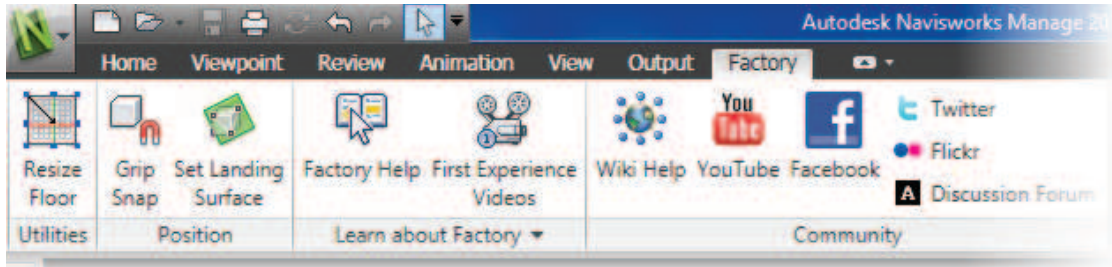 Autodesk Navisworks Manage 20
Home Viewpoint Review Animation View Output Factory
Resize Floor
Grip Snap
Set Landing Surface
Factory Help
First Experience Videos
Wiki Help
You Tube
YouTube
Facebook
Twitter
Flickr
A Discussion Forum
Utilities
Position
Learn about Factory
Community